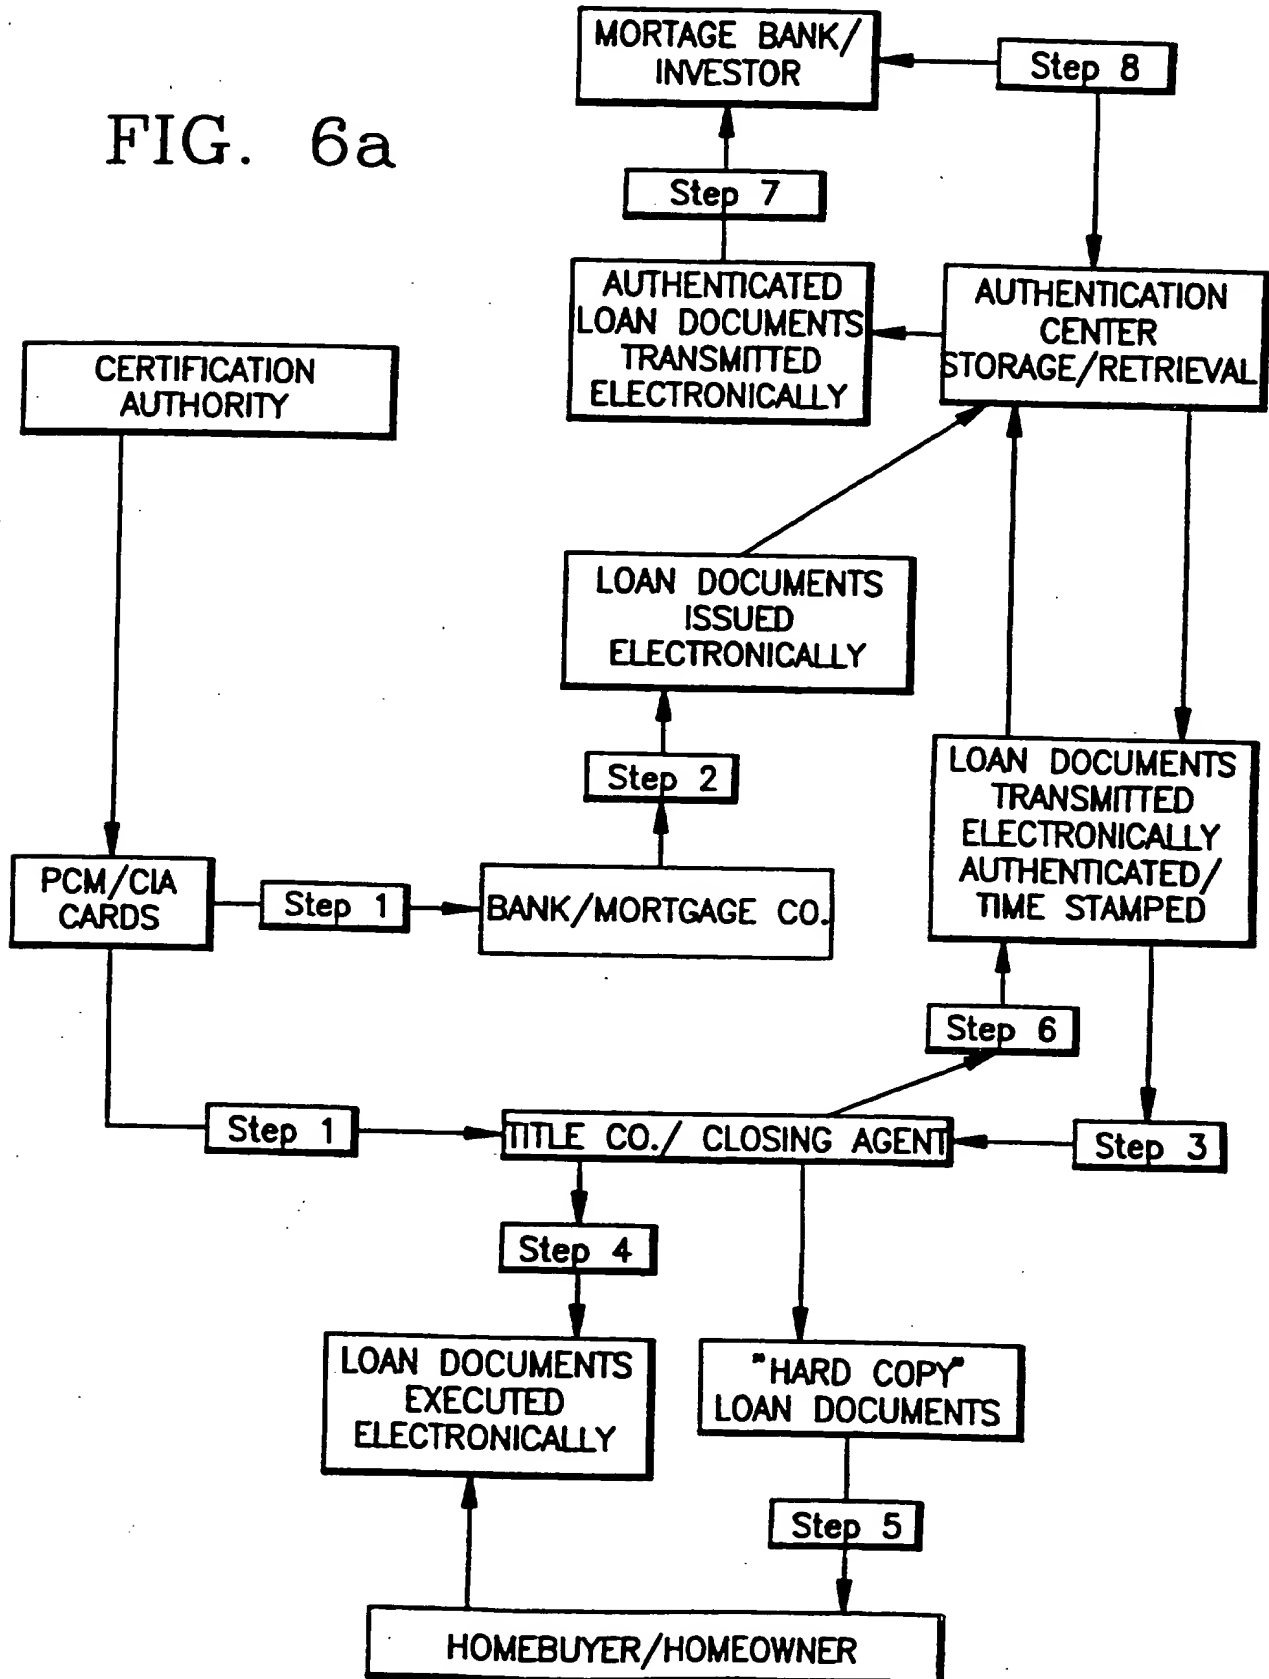 FIG. 6a
MORTAGE BANK/
INVESTOR
Step 8
Step 7
AUTHENTICATED
LOAN DOCUMENTS
TRANSMITTED
ELECTRONICALLY
AUTHENTICATION
CENTER
STORAGE/RETRIEVAL
CERTIFICATION
AUTHORITY
LOAN DOCUMENTS
ISSUED
ELECTRONICALLY
Step 2
LOAN DOCUMENTS
TRANSMITTED
ELECTRONICALLY
AUTHENTICATED/
TIME STAMPED
PCM/CIA
CARDS
Step 1
BANK/MORTGAGE CO.
Step 6
Step 1
TITLE CO./ CLOSING AGENT
Step 3
Step 4
LOAN DOCUMENTS
EXECUTED
ELECTRONICALLY
"HARD COPY"
LOAN DOCUMENTS
Step 5
HOMEBUYER/HOMEOWNER